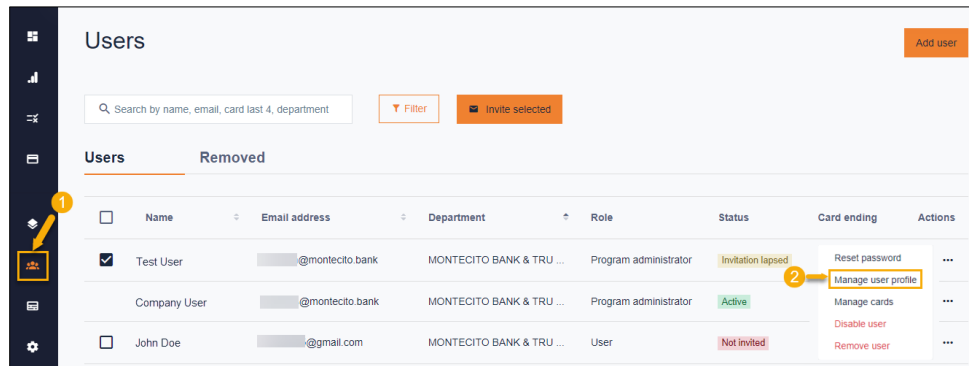 Users
Add user
Search by name, email, card last 4, department
Filter
Invite selected
Users
Removed
1
Name
Email address
Department
Role
Status
Card ending
Actions
Test User
@montecito.bank
MONTECITO BANK & TRU ...
Program administrator
Invitation lapsed
Reset password
...
2
Manage user profile
Company User
@montecito.bank
MONTECITO BANK & TRU ...
Program administrator
Active
Manage cards
Disable user
John Doe
@gmail.com
MONTECITO BANK & TRU ...
User
Not invited
Remove user
...